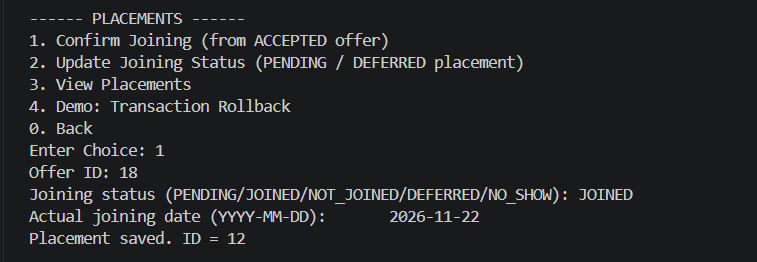 ------ PLACEMENTS ------
1. Confirm Joining (from ACCEPTED offer)
2. Update Joining Status (PENDING / DEFERRED placement)
3. View Placements
4. Demo: Transaction Rollback
0. Back
Enter Choice: 1
Offer ID: 18
Joining status (PENDING/JOINED/NOT_JOINED/DEFERRED/NO_SHOW): JOINED
Actual joining date (YYYY-MM-DD):       2026-11-22
Placement saved. ID = 12